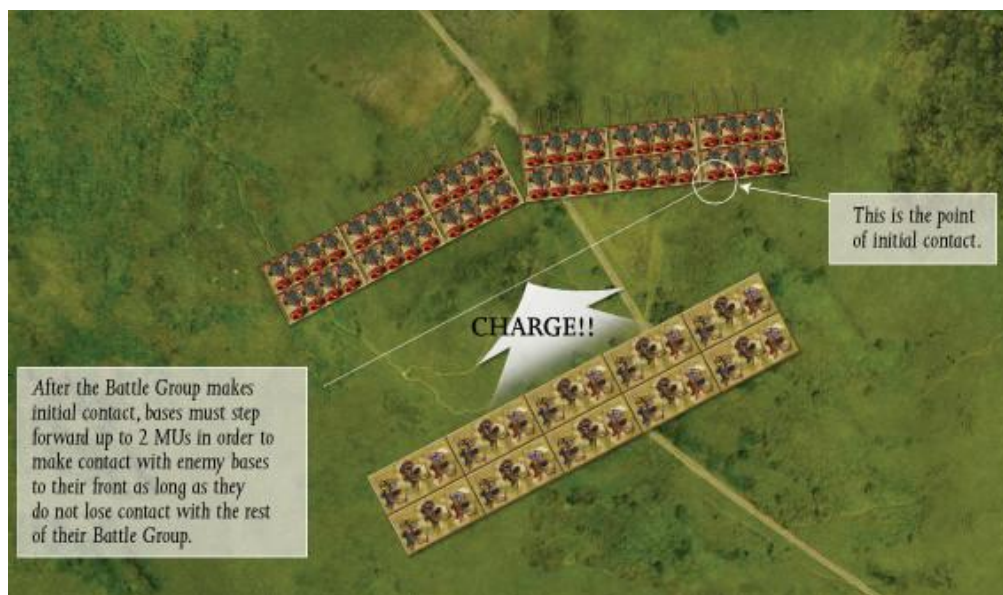 This is the point
of initial contact.
CHARGE!!
After the Battle Group makes
initial contact, bases must step
forward up to 2 MUs in order to
make contact with enemy bases
to their front as long as they
do not lose contact with the rest
of their Battle Group.